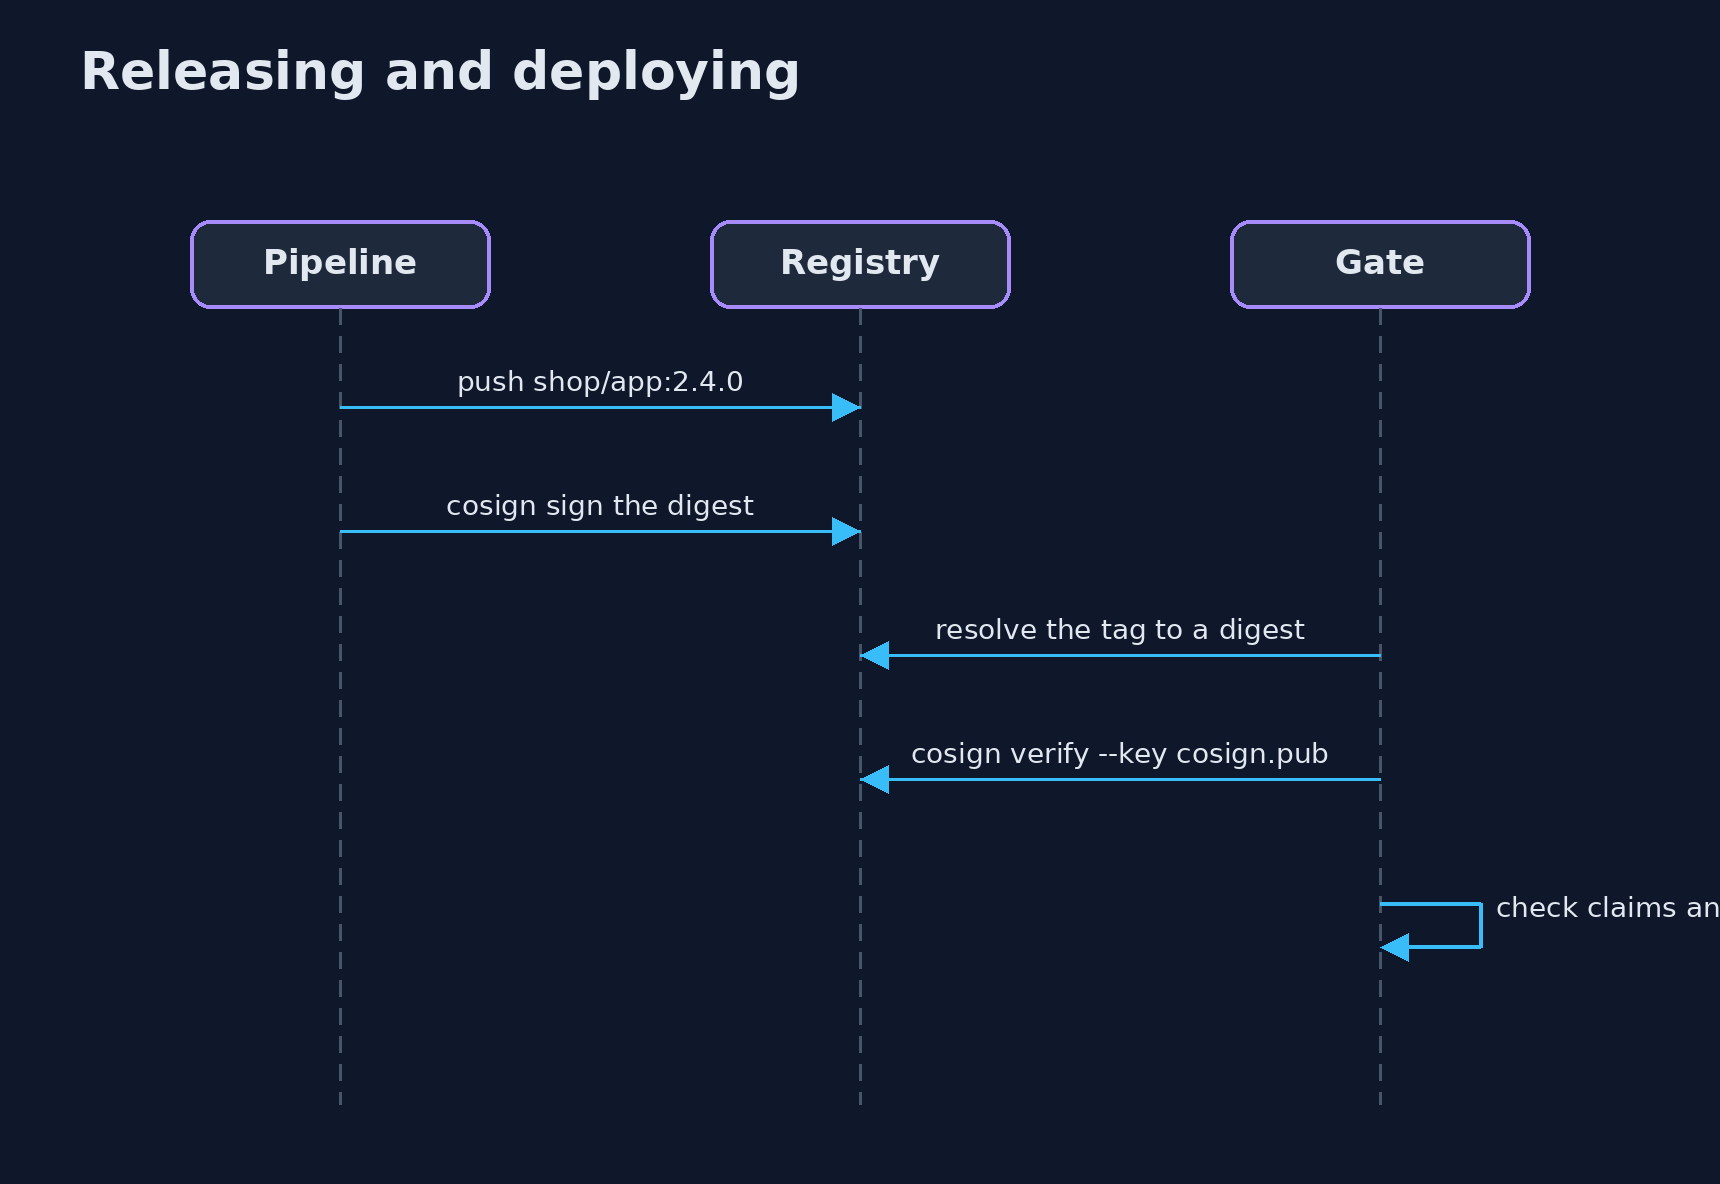 Releasing and deploying
Pipeline
Registry
Gate
push shop/app:2.4.0
cosign sign the digest
resolve the tag to a digest
cosign verify --key cosign.pub
check claims